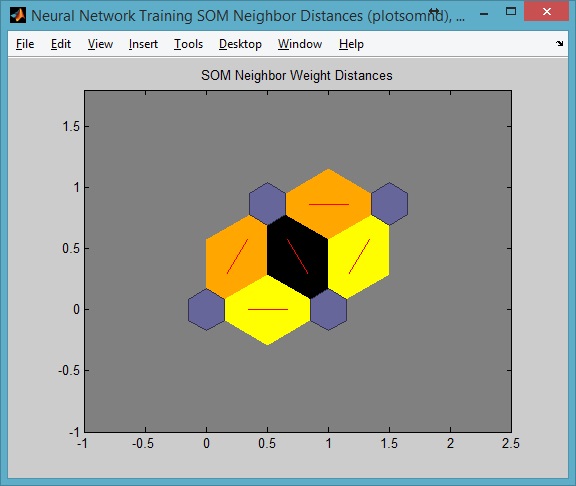 Neural Network Training SOM Neighbor Distances (plotsomnd), ...
File Edit View Insert Tools Desktop Window Help
SOM Neighbor Weight Distances
1.5
1
0.5
0
-0.5
-1
-1 -0.5 0 0.5 1 1.5 2 2.5